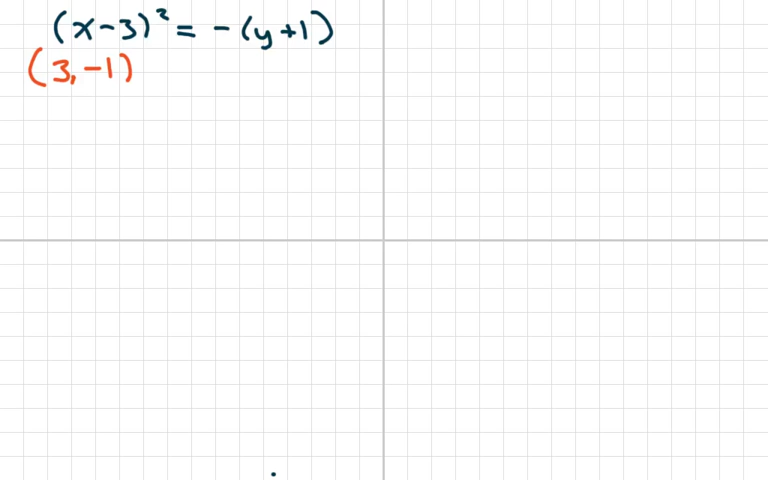 (x-3)² = -(y+1)
(3,-1)